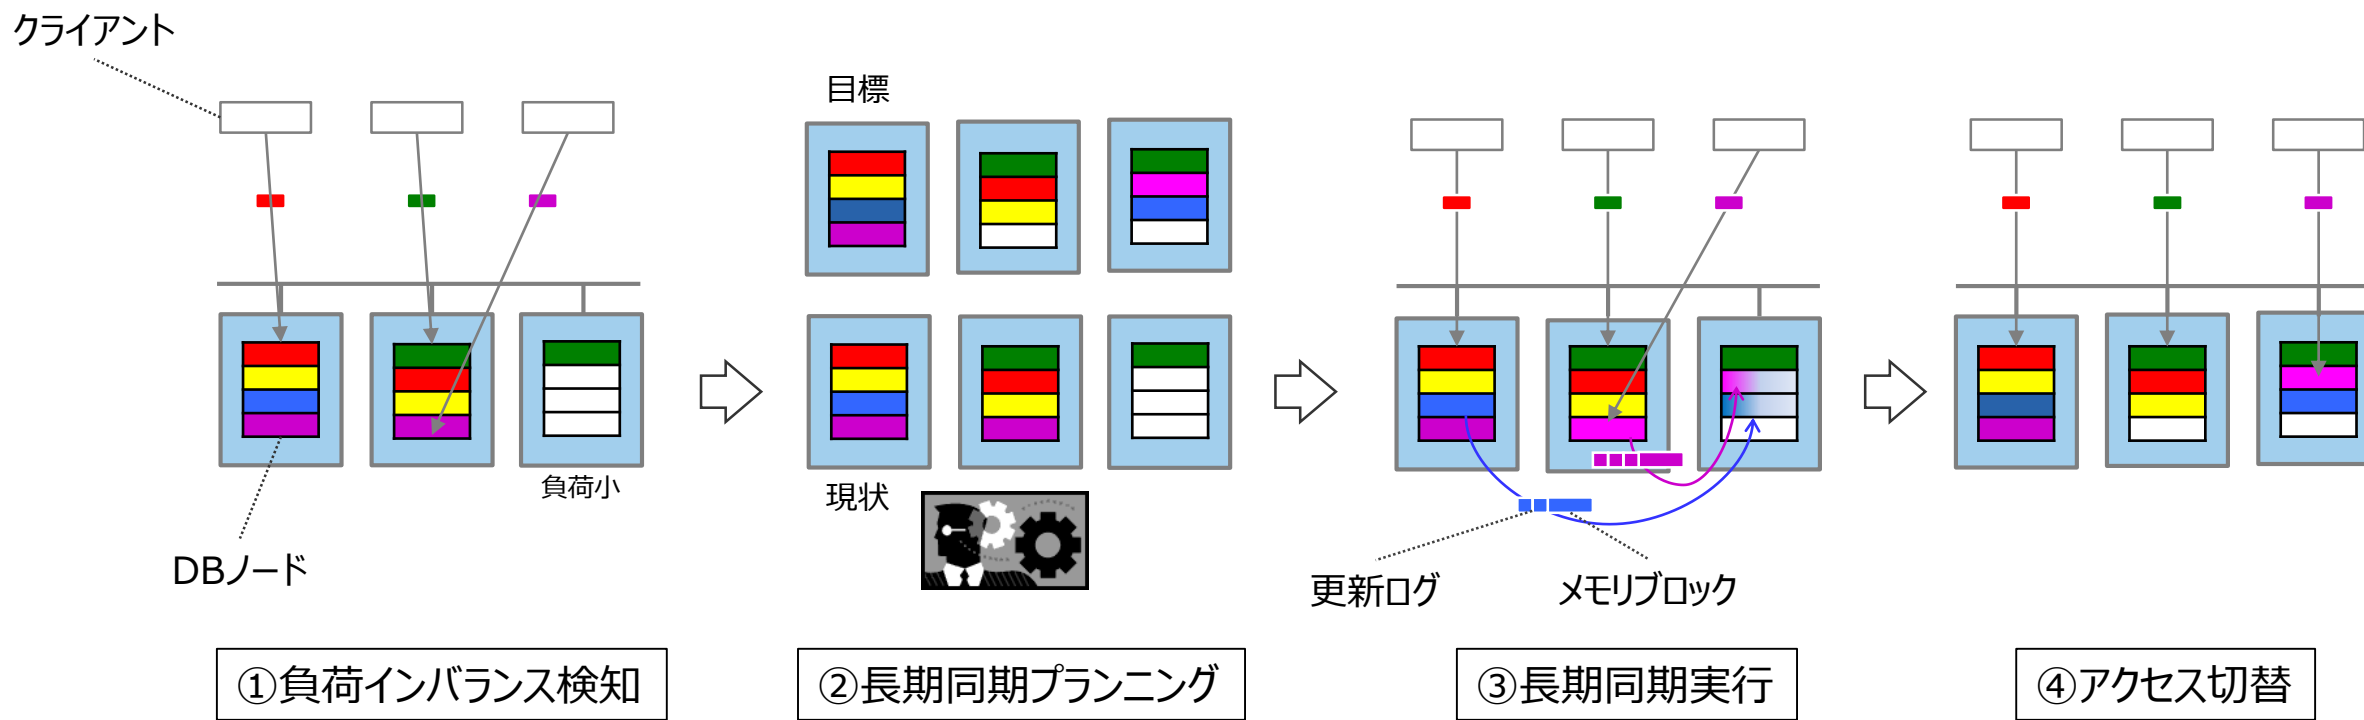 クライアント
目標
負荷小
現状
DBノード
更新ログ
メモリブロック
①負荷インバランス検知
②長期同期プランニング
③長期同期実行
④アクセス切替